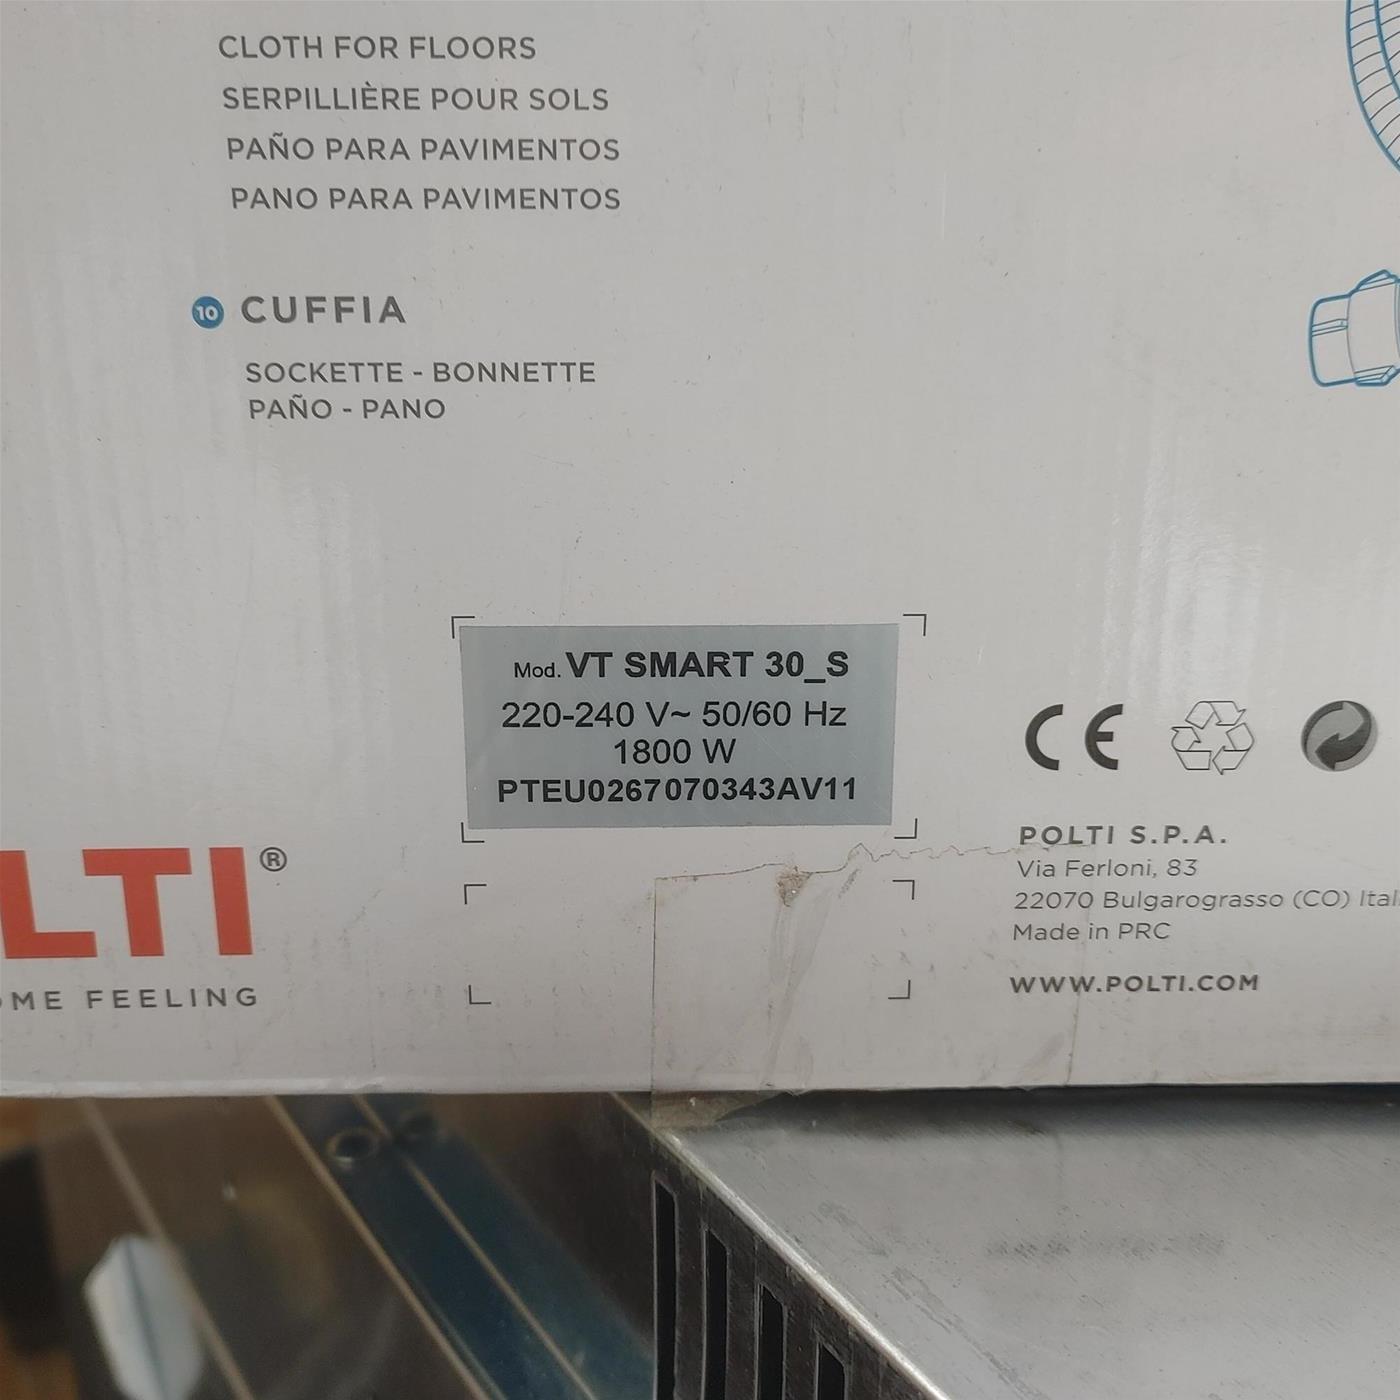 CLOTH FOR FLOORS
SERPILLIÈRE POUR SOLS
PAÑO PARA PAVIMENTOS
PANO PARA PAVIMENTOS
10 CUFFIA
SOCKETTE - BONNETTE
PAÑO - PANO
Mod. VT SMART 30_S
220-240 V~ 50/60 Hz
1800 W
PTEU0267070343AV11
CE
LTI®
OME FEELING
POLTI S.P.A.
Via Ferloni, 83
22070 Bulgarograsso (CO) Ital
Made in PRC
WWW.POLTI.COM